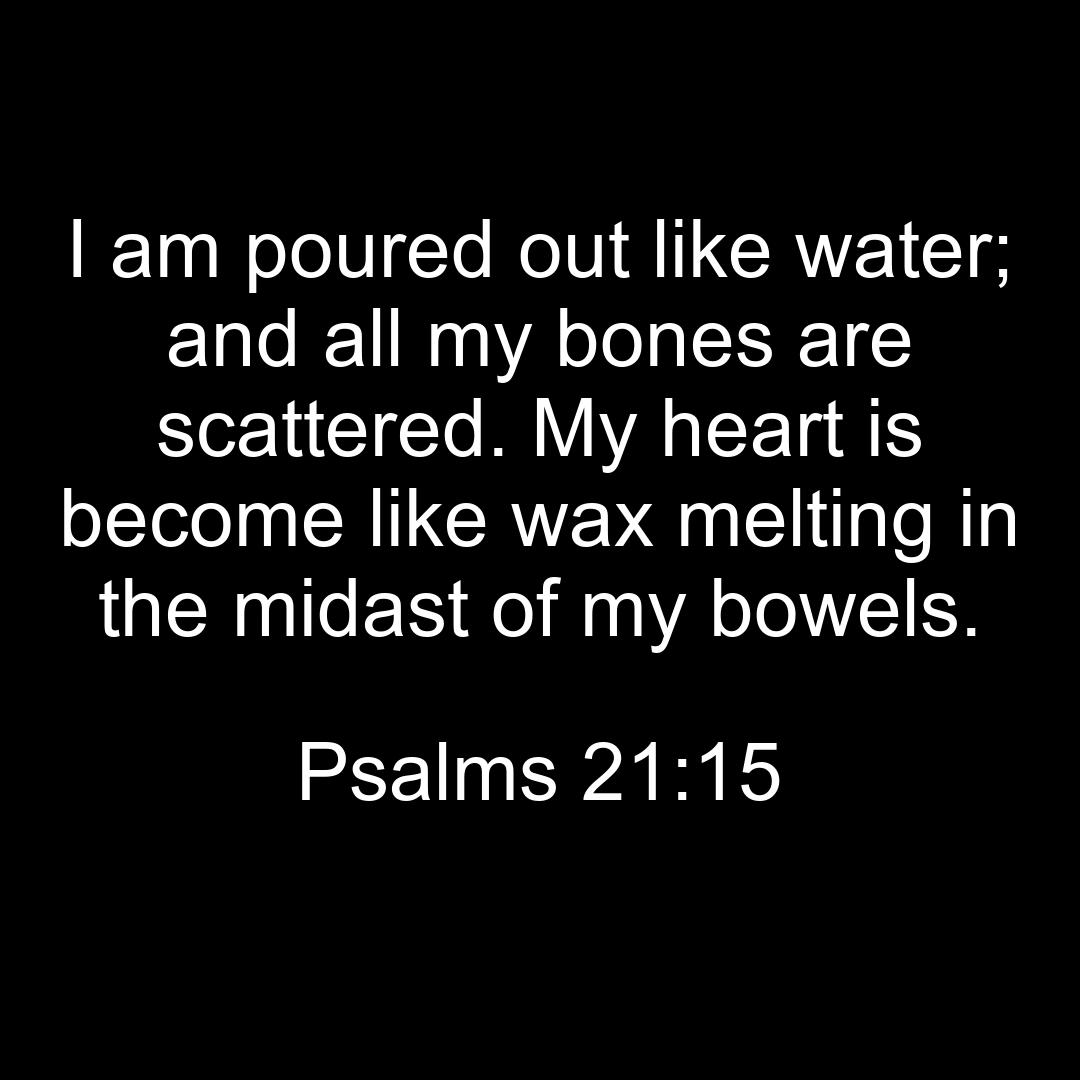 I am poured out like water;
and all my bones are
scattered. My heart is
become like wax melting in
the midast of my bowels.
Psalms 21:15